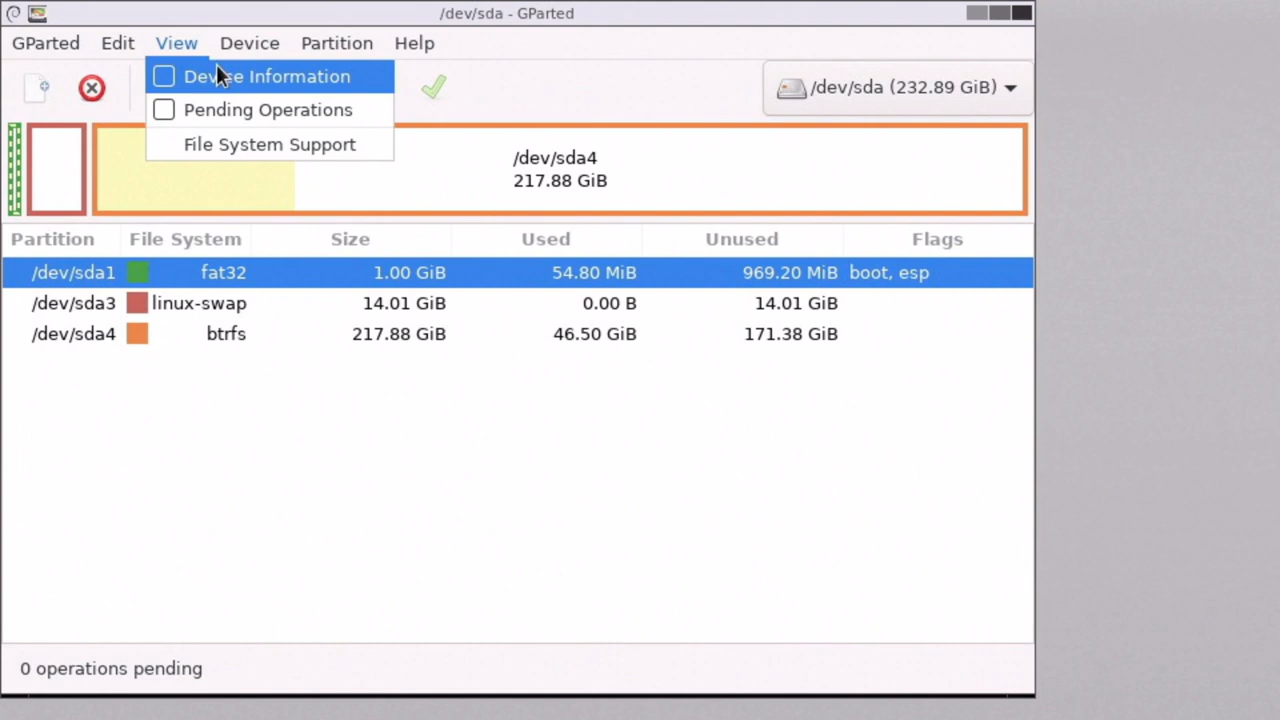 /dev/sda - GParted
GParted Edit View Device Partition Help
Device Information
Pending Operations
File System Support
/dev/sda (232.89 GiB)
/dev/sda4
217.88 GiB
Partition File System Size Used Unused Flags
/dev/sda1 fat32 1.00 GiB 54.80 MiB 969.20 MiB boot, esp
/dev/sda3 linux-swap 14.01 GiB 0.00 B 14.01 GiB
/dev/sda4 btrfs 217.88 GiB 46.50 GiB 171.38 GiB
0 operations pending